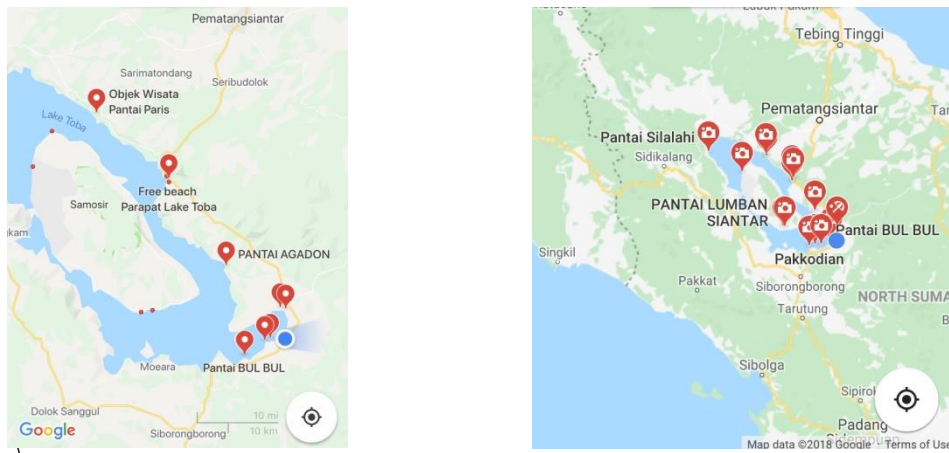 Pematangsiantar
Sarimatondang
Seribudolok
Objek Wisata
Pantai Paris
Lake Toba
Free beach
Parapat Lake Toba
Samosir
gkam
PANTAI AGADON
Pantai BUL BUL
Moeara
Dolok Sanggul
10 mi
10 km
Google
Siborongborong
Tebing Tinggi
Pematangsiantar
Pantai Silalahi
Sidikalang
PANTAI LUMBAN
SIANTAR
Pantai BUL BUL
Singkil
Pakkodian
Pakkat
Siborongborong
NORTH SUMA
Tarutung
Sibolga
Sipirok
Padang
Map data ©2018 Google
Terms of Use